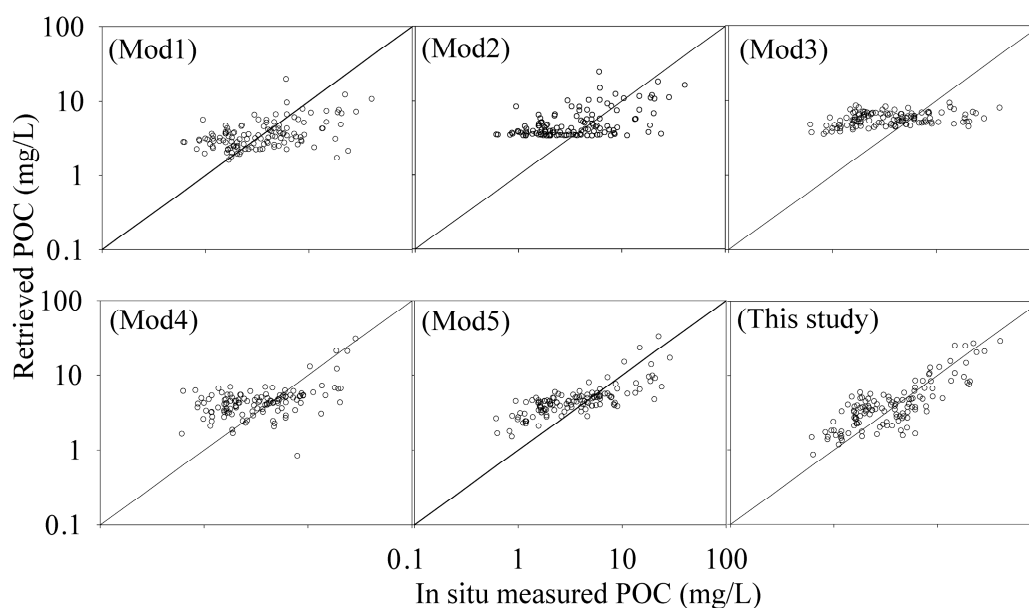 100
(Mod1)
(Mod2)
(Mod3)
10
1
0.1
Retrieved POC (mg/L)
100
(Mod4)
(Mod5)
(This study)
10
1
0.1
0.1 1 10 100
In situ measured POC (mg/L)